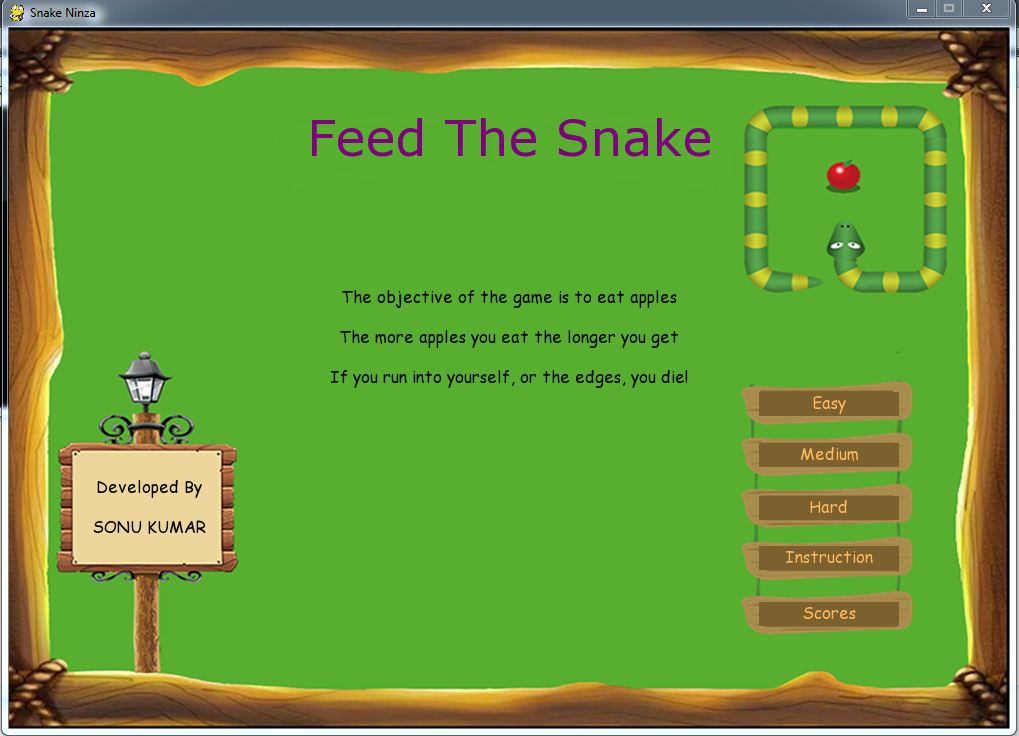 Snake Ninza
Feed The Snake
The objective of the game is to eat apples
The more apples you eat the longer you get
If you run into yourself, or the edges, you die!
Developed By
SONU KUMAR
Easy
Medium
Hard
Instruction
Scores